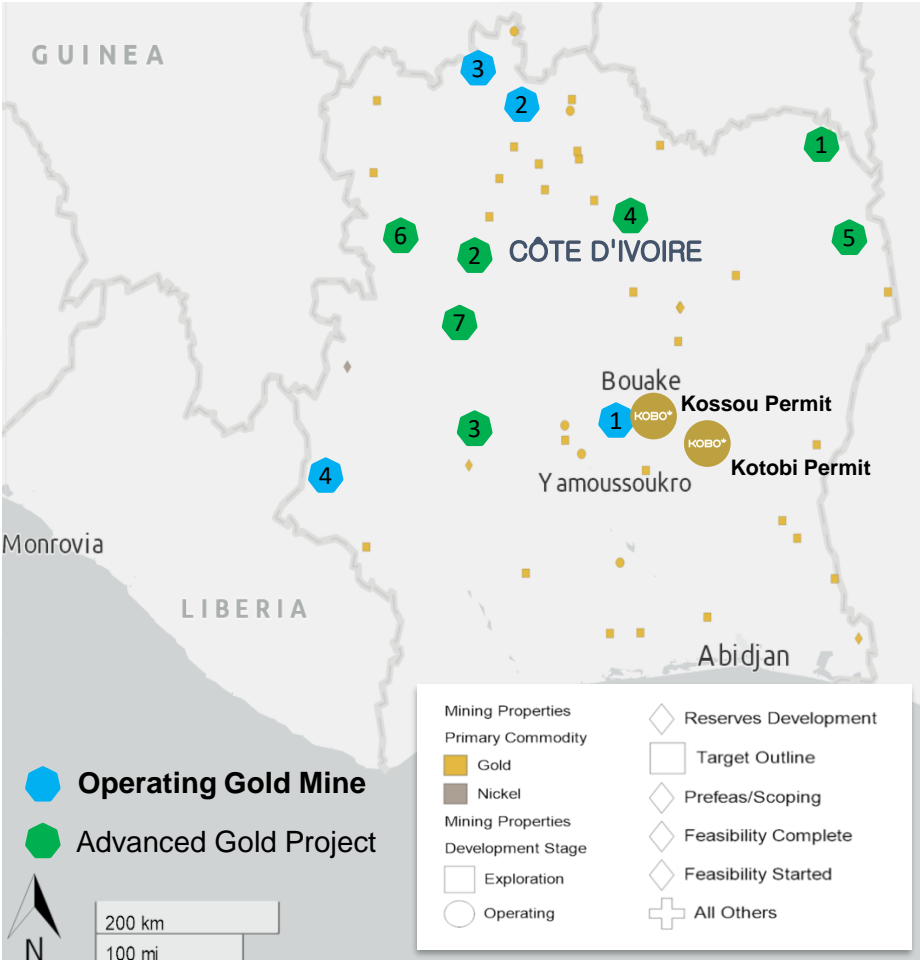 GUINEA
3
2
1
4
6
2
CÔTE D'IVOIRE
5
7
Bouake
1
KOBO
Kossou Permit
3
KOBO
Kotobi Permit
4
Yamoussoukro
Monrovia
LIBERIA
Abidjan
Operating Gold Mine
Advanced Gold Project
N
200 km
100 mi
Mining Properties
Primary Commodity
Gold
Nickel
Mining Properties
Development Stage
Exploration
Operating
Reserves Development
Target Outline
Prefeas/Scoping
Feasibility Complete
Feasibility Started
All Others